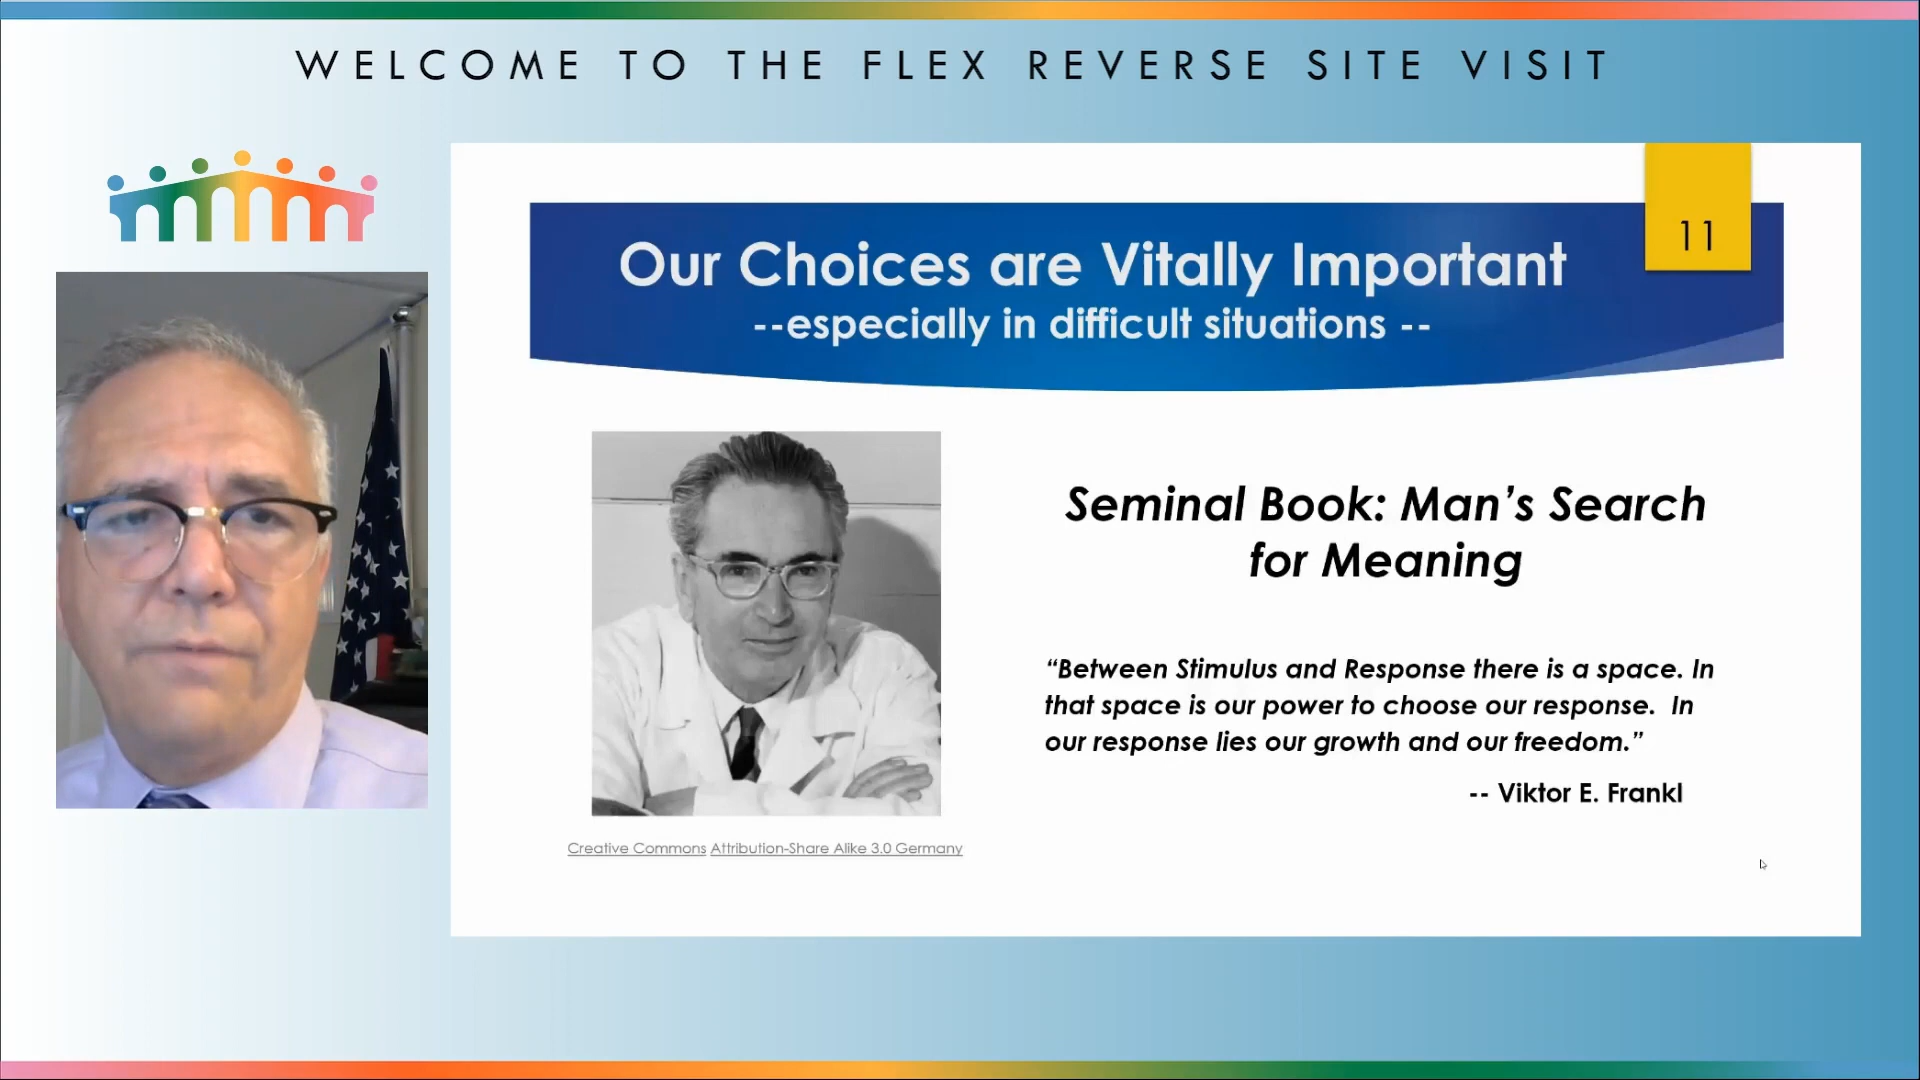 WELCOME TO THE FLEX REVERSE SITE VISIT
11
Our Choices are Vitally Important
--especially in difficult situations --
Seminal Book: Man’s Search
for Meaning
“Between Stimulus and Response there is a space. In
that space is our power to choose our response.  In
our response lies our growth and our freedom.”
-- Viktor E. Frankl
Creative Commons Attribution-Share Alike 3.0 Germany